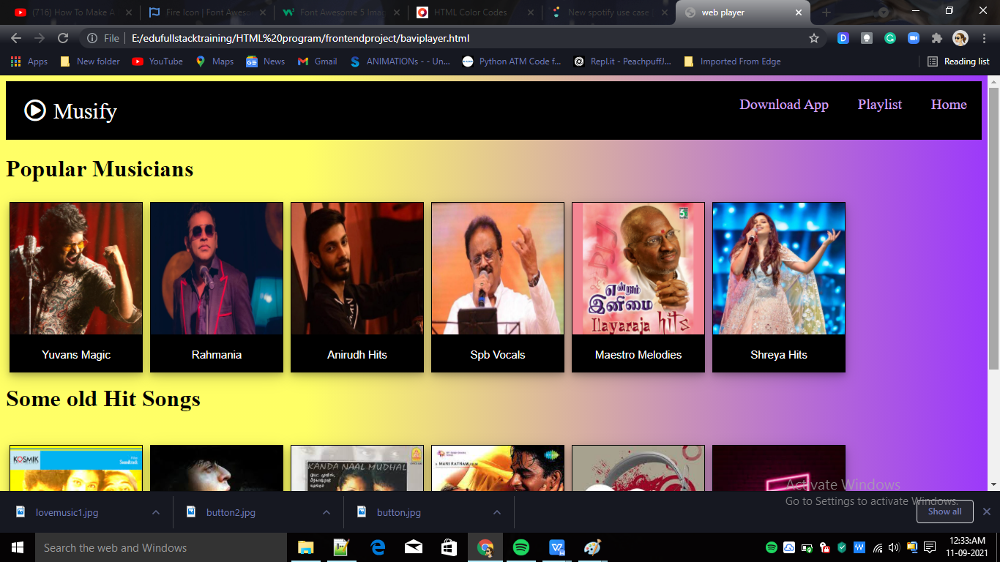 (716) How To Make A
Fire Icon | Font Aweso
Font Awesome 5 Imag
HTML Color Codes
New spotify use case
web player
File
E:/edufullstacktraining/HTML%20program/frontendproject/baviplayer.html
Apps
New folder
YouTube
Maps
News
Gmail
ANIMATIONs - - Un...
Python ATM Code f...
Repl.it - PeachpuffJ...
Imported From Edge
Reading list
Musify
Download App
Playlist
Home
Popular Musicians
5
என்றும்
இனிமை
Ilayaraja hits
Yuvans Magic
Rahmania
Anirudh Hits
Spb Vocals
Maestro Melodies
Shreya Hits
Some old Hit Songs
KOSMIK
Soundtrack
KANDA NAAL MUDHAL
A MANI RATNAM FILM
Activate Windows
Go to Settings to activate Windows.
lovemusic1.jpg
button2.jpg
button.jpg
Show all
Search the web and Windows
12:33:AM
11-09-2021